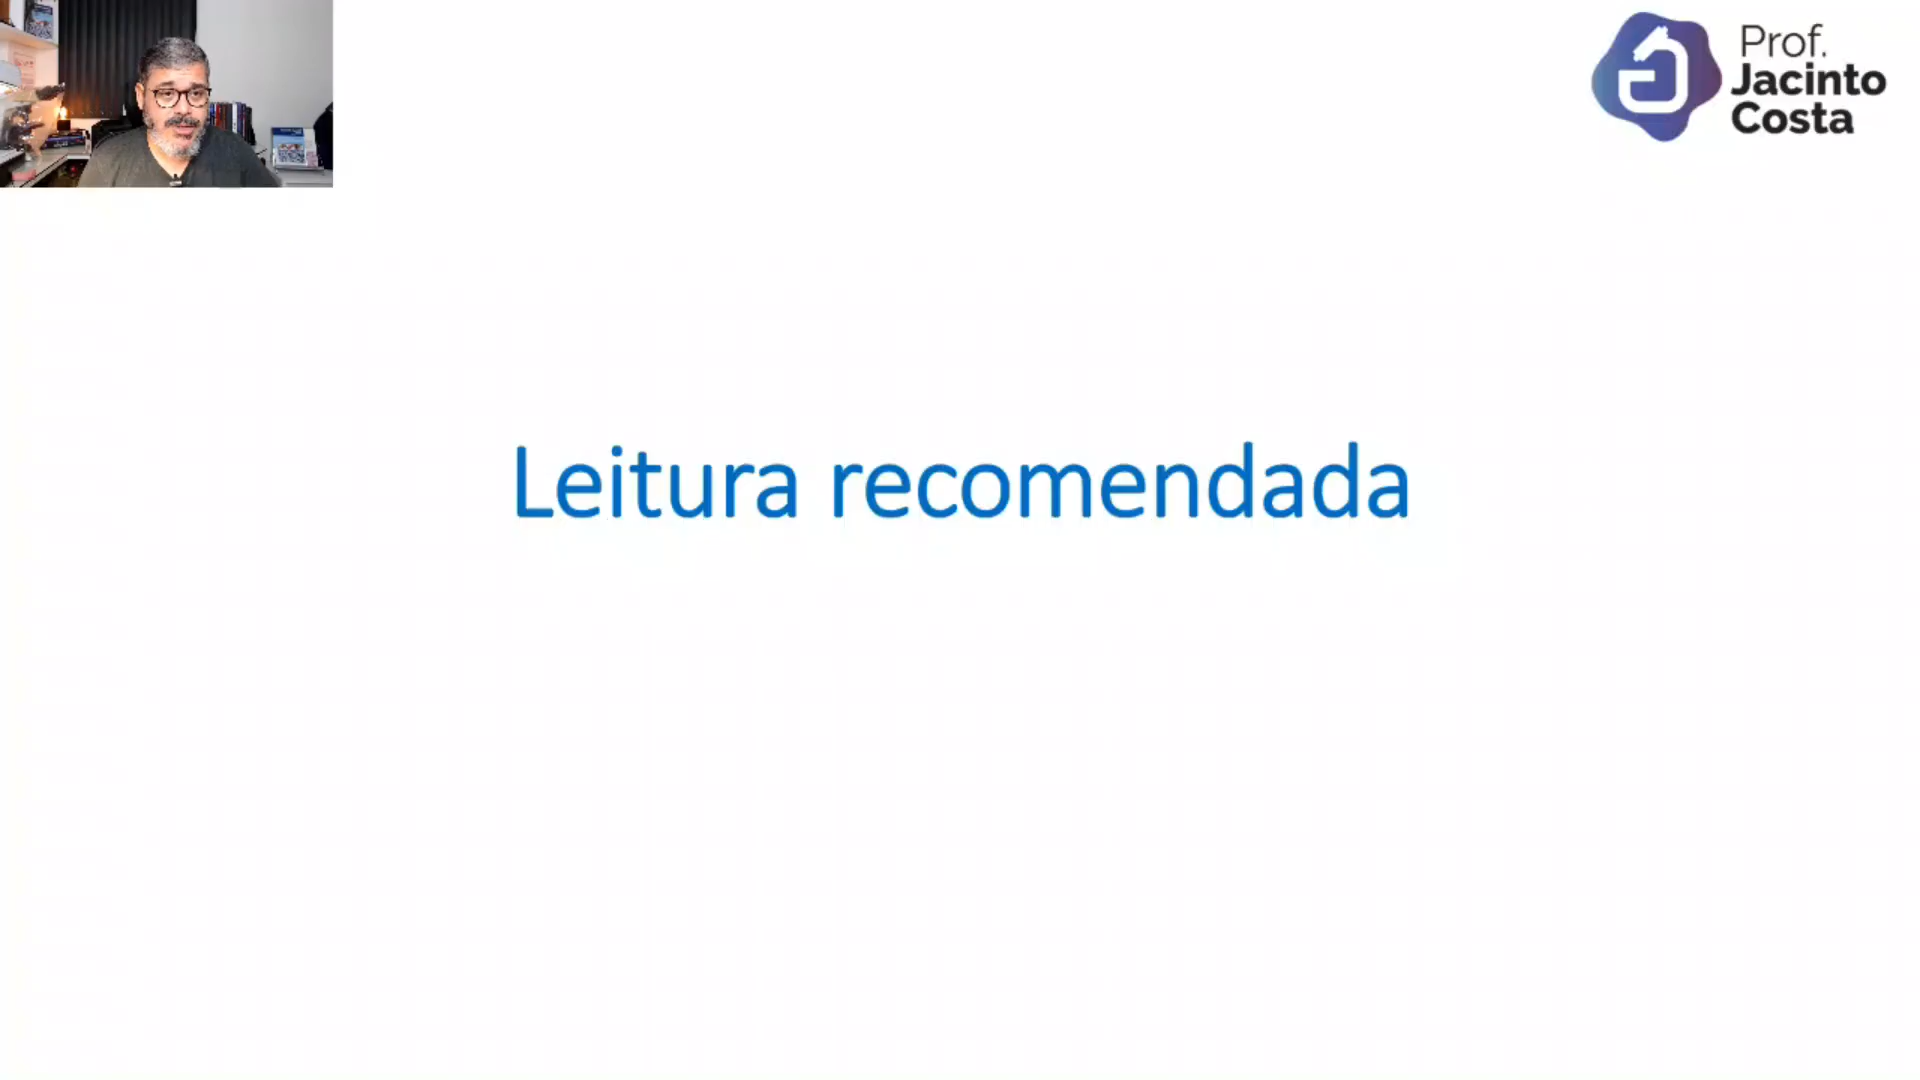 Prof.
Jacinto
Costa
Leitura recomendada